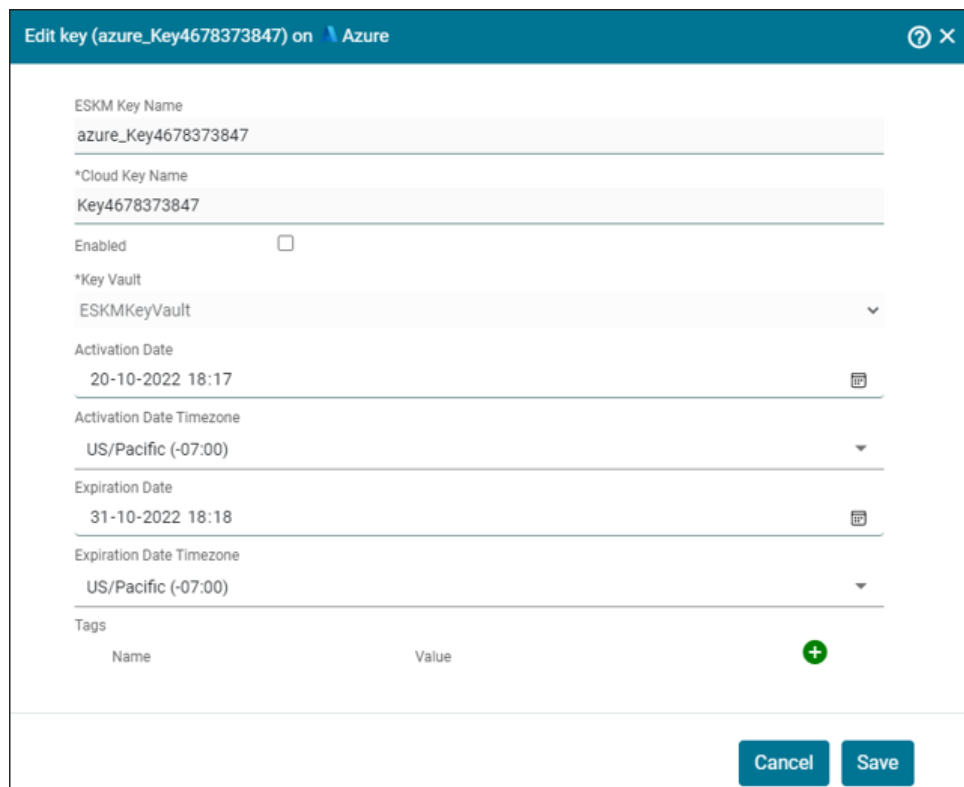 Edit key (azure_Key4678373847) on Azure
ESKM Key Name
azure_Key4678373847
*Cloud Key Name
Key4678373847
Enabled
*Key Vault
ESKMKeyVault
Activation Date
20-10-2022 18:17
Activation Date Timezone
US/Pacific (-07:00)
Expiration Date
31-10-2022 18:18
Expiration Date Timezone
US/Pacific (-07:00)
Tags
Name Value
Cancel Save